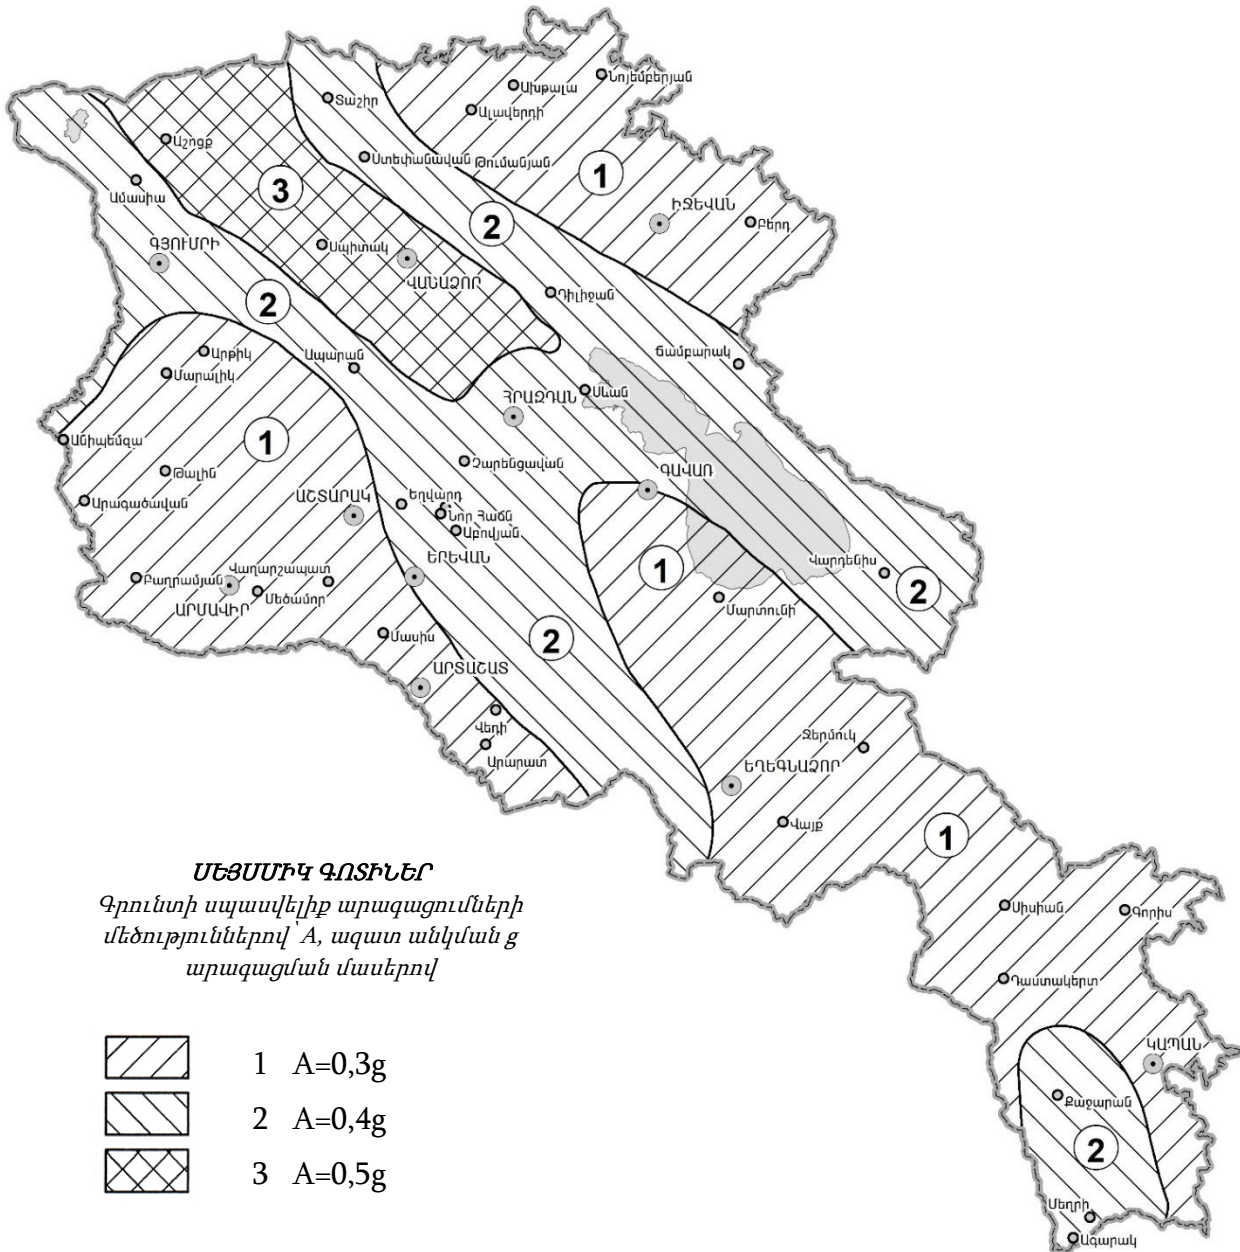 Նոյեմբերյան
Ախթալա
Տաշիր
Ալավերդի
Աշոցք
Ստեփանավան
Թումանյան
1
Ամասիա
3
ԻՋԵՎԱՆ
Բերդ
2
ԳՅՈՒՄՐԻ
Սպիտակ
ՎԱՆԱՁՈՐ
Դիլիջան
2
Արթիկ
Ապարան
Ճամբարակ
Մարալիկ
ՀՐԱԶԴԱՆ
Սևան
Անիպեմզա
1
Թալին
Չարենցավան
ԳԱՎԱՌ
Արագածավան
ԱՇՏԱՐԱԿ
Եղվարդ
Նոր Հաճն
Աբովյան
ԵՐԵՎԱՆ
1
Վարդենիս
2
Բաղրամյան
Վաղարշապատ
Մեծամոր
ԱՐՄԱՎԻՐ
Մարտունի
Մասիս
2
ԱՐՏԱՇԱՏ
Վեդի
Արարատ
Ջերմուկ
ԵՂԵԳՆԱՁՈՐ
Վայք
1
ՍԵՅՍՄԻԿ ԳՈՏԻՆԵՐ
Գրունտի սպասվելիք արագացումների
մեծություններով՝ A, ազատ անկման g
արագացման մասերով
Սիսիան
Գորիս
Դաստակերտ
ԿԱՊԱՆ
1 A=0,3g
Քաջարան
2 A=0,4g
2
3 A=0,5g
Մեղրի
Ագարակ